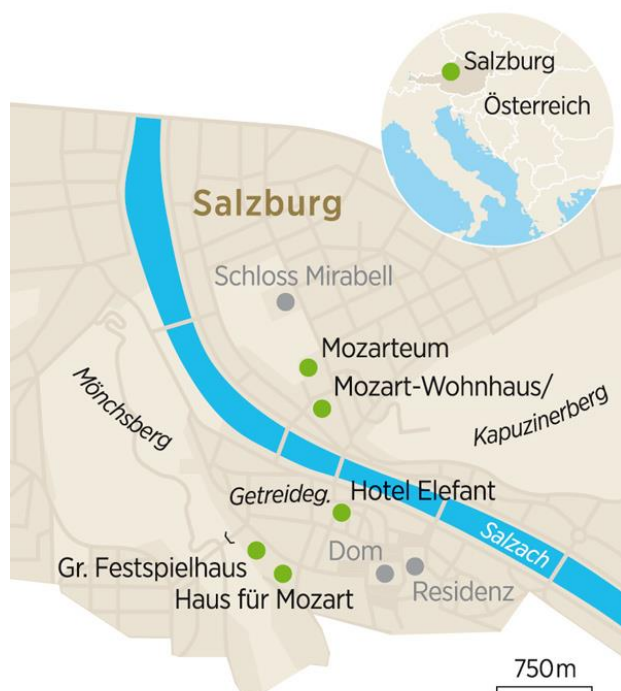 Salzburg
Österreich
Salzburg
Schloss Mirabell
Mozarteum
Mozart-Wohnhaus/
Mönchsberg
Kapuzinerberg
Getreideg.
Hotel Elefant
Salzach
Dom
Gr. Festspielhaus
Residenz
Haus für Mozart
750 m